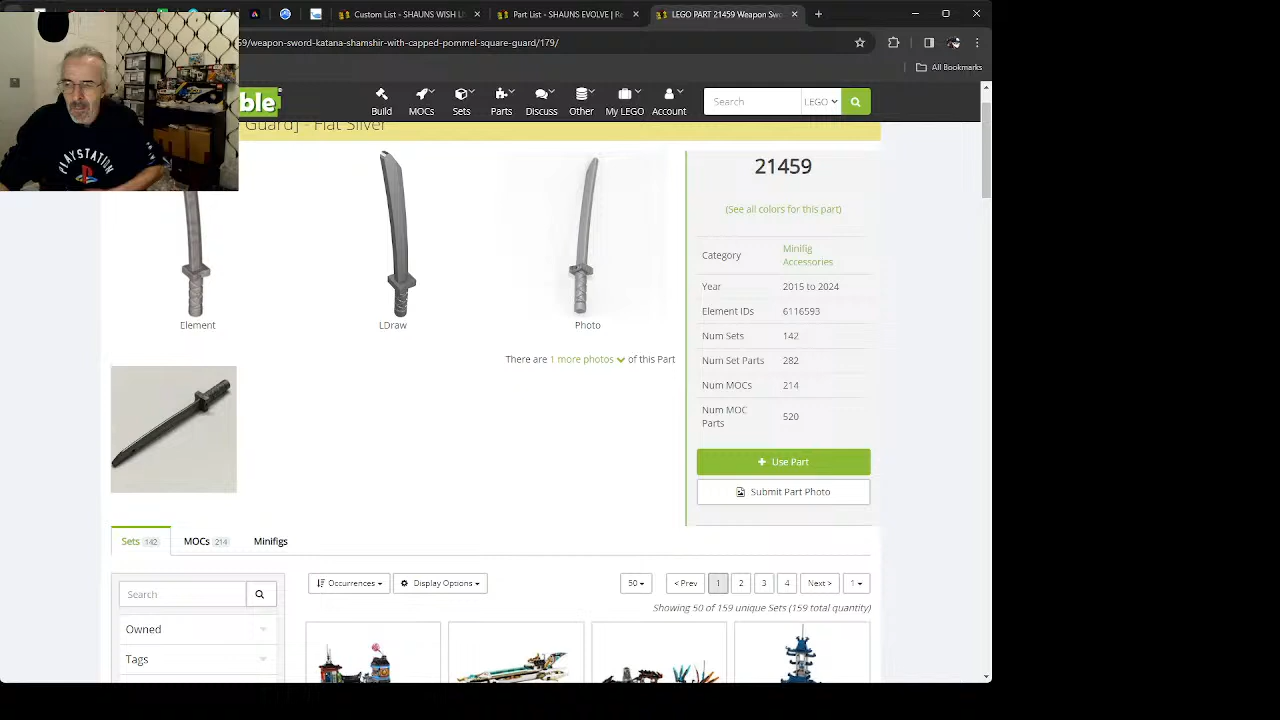 Custom List - SHAUNS WISH LI
Part List - SHAUNS EVOLVE | Re
LEGO PART 21459 Weapon Swo
59/weapon-sword-katana-shamshir-with-capped-pommel-square-guard/179/
All Bookmarks
ble
Build
MOCs
Sets
Parts
Discuss
Other
My LEGO
Account
Search
LEGO
Guard] - Flat Silver
PLAYSTATION
Element
LDraw
Photo
There are 1 more photos of this Part
21459
(See all colors for this part)
Category Minifig Accessories
Year 2015 to 2024
Element IDs 6116593
Num Sets 142
Num Set Parts 282
Num MOCs 214
Num MOC Parts 520
Use Part
Submit Part Photo
Sets 142
MOCs 214
Minifigs
Search
Owned
Tags
Occurrences
Display Options
50
< Prev
1
2
3
4
Next >
1
Showing 50 of 159 unique Sets (159 total quantity)